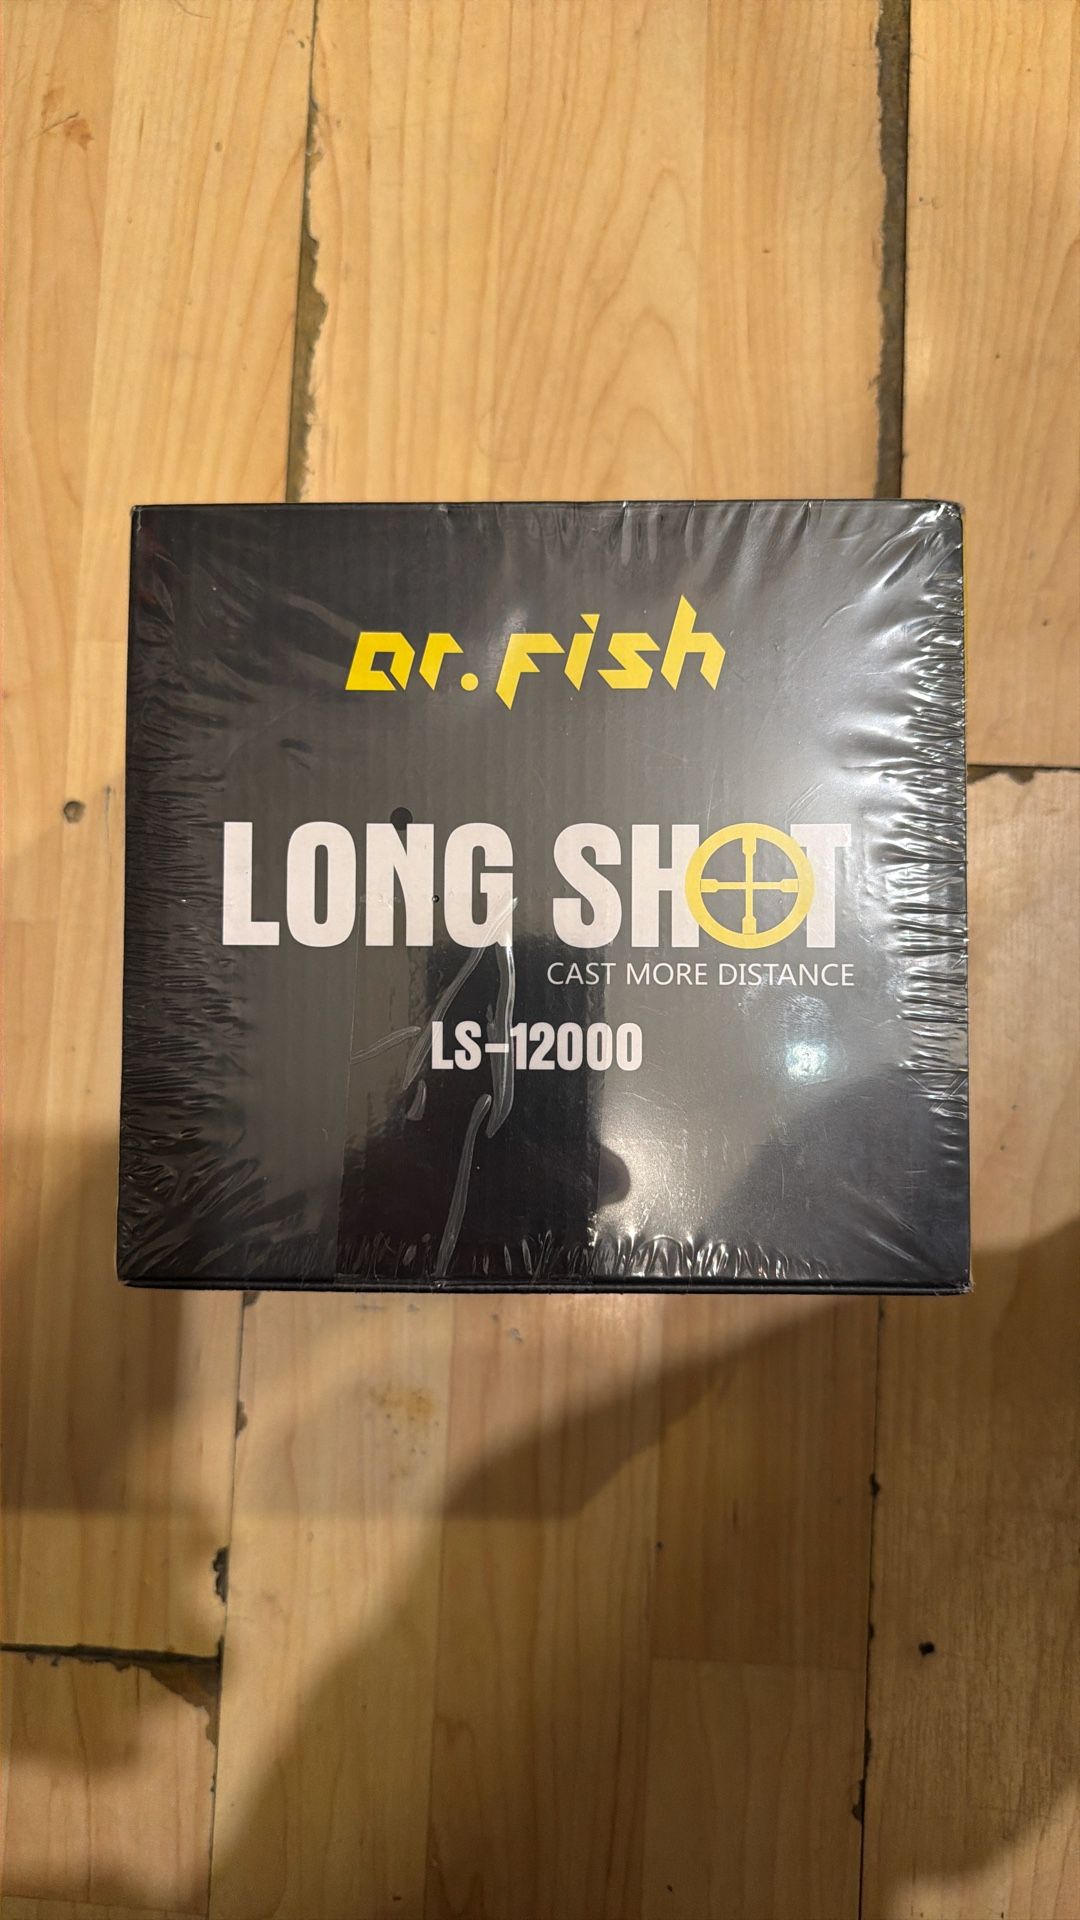 Dr.Fish
LONG SHOT
CAST MORE DISTANCE
LS-12000